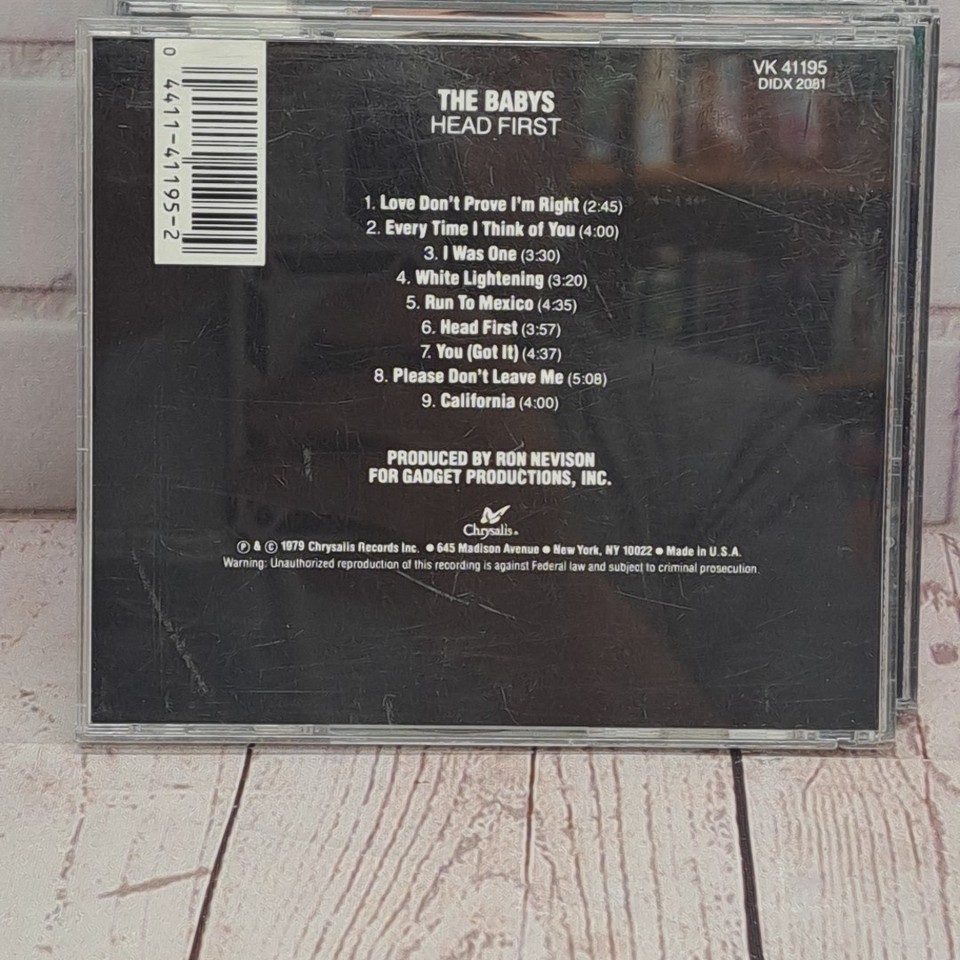 0 4411-41195-2
VK 41195
DIDX 2081
THE BABYS
HEAD FIRST
1. Love Don't Prove I'm Right (2:45)
2. Every Time I Think of You (4:00)
3. I Was One (3:30)
4. White Lightening (3:20)
5. Run To Mexico (4:35)
6. Head First (3:57)
7. You (Got It) (4:37)
8. Please Don't Leave Me (5:08)
9. California (4:00)
PRODUCED BY RON NEVISON
FOR GADGET PRODUCTIONS, INC.
Chrysalis®
Ⓟ & © 1979 Chrysalis Records Inc. ● 645 Madison Avenue ● New York, NY 10022 ● Made in U.S.A.
Warning: Unauthorized reproduction of this recording is against Federal law and subject to criminal prosecution.